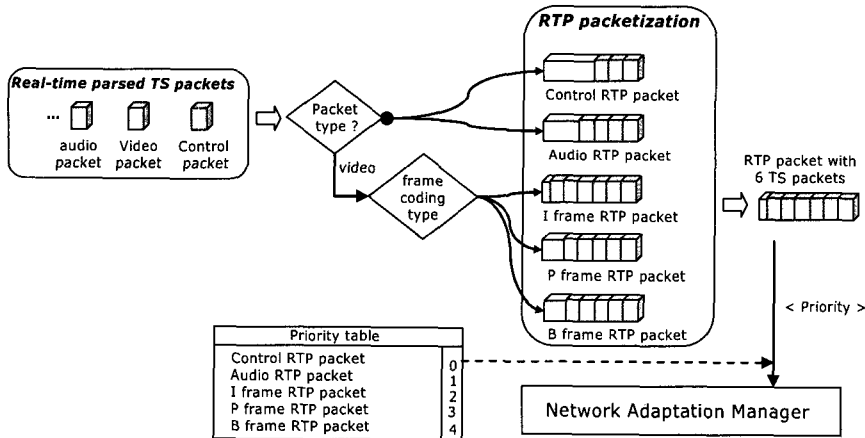 RTP packetization
Real-time parsed TS packets
...
audio
packet
Video
packet
Control
packet
Packet
type ?
video
frame
coding
type
Control RTP packet
Audio RTP packet
I frame RTP packet
P frame RTP packet
B frame RTP packet
RTP packet with
6 TS packets
< Priority >
Priority table
Control RTP packet 0
Audio RTP packet 1
I frame RTP packet 2
P frame RTP packet 3
B frame RTP packet 4
Network Adaptation Manager